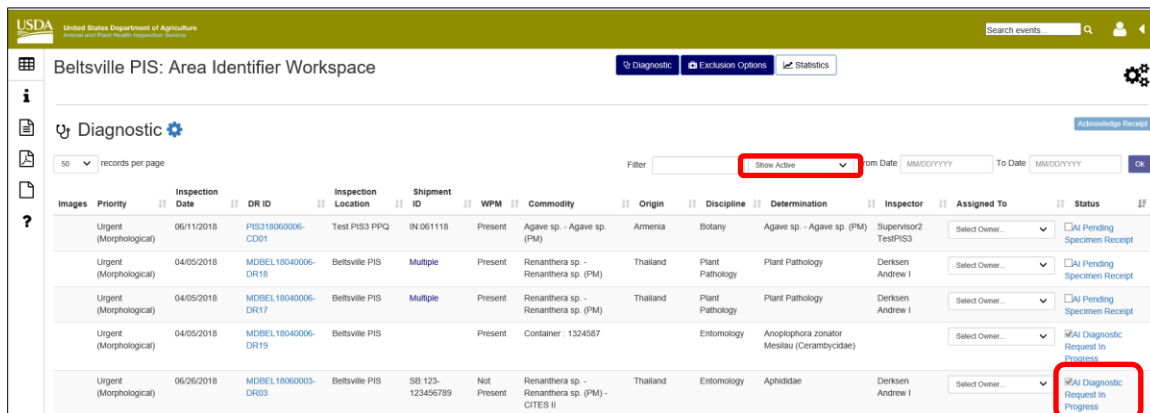 USDA United States Department of Agriculture
Animal and Plant Health Inspection Service
Search events...
Beltsville PIS: Area Identifier Workspace
Diagnostic Exclusion Options Statistics
Diagnostic
Acknowledge Receipt
50 records per page
Filter Show Active rom Date MM/DD/YYYY To Date MM/DD/YYYY Ok
Images Priority Inspection Date DR ID Inspection Location Shipment ID WPM Commodity Origin Discipline Determination Inspector Assigned To Status
Urgent 06/11/2018 PIS318060006- Test PIS3 PPQ IN:061118 Present Agave sp. - Agave sp. Armenia Botany Agave sp. - Agave sp. (PM) Supervisor2 Select Owner... AI Pending
(Morphological) CD01 (PM) TestPIS3 Specimen Receipt
Urgent 04/05/2018 MDBEL18040006- Beltsville PIS Multiple Present Renanthera sp. - Thailand Plant Plant Pathology Derksen Select Owner... AI Pending
(Morphological) DR18 Renanthera sp. (PM) Pathology Andrew I Specimen Receipt
Urgent 04/05/2018 MDBEL18040006- Beltsville PIS Multiple Present Renanthera sp. - Thailand Plant Plant Pathology Derksen Select Owner... AI Pending
(Morphological) DR17 Renanthera sp. (PM) Pathology Andrew I Specimen Receipt
Urgent 04/05/2018 MDBEL18040006- Beltsville PIS Present Container : 1324587 Entomology Anoplophora zonator Derksen Select Owner... AI Diagnostic
(Morphological) DR19 Mesilau (Cerambycidae) Andrew I Request In
Progress
Urgent 06/26/2018 MDBEL18060003- Beltsville PIS SB:123- Not Renanthera sp. - Thailand Entomology Aphididae Derksen Select Owner... AI Diagnostic
(Morphological) DR03 123456789 Present Renanthera sp. (PM) - Andrew I Request In
CITES II Progress